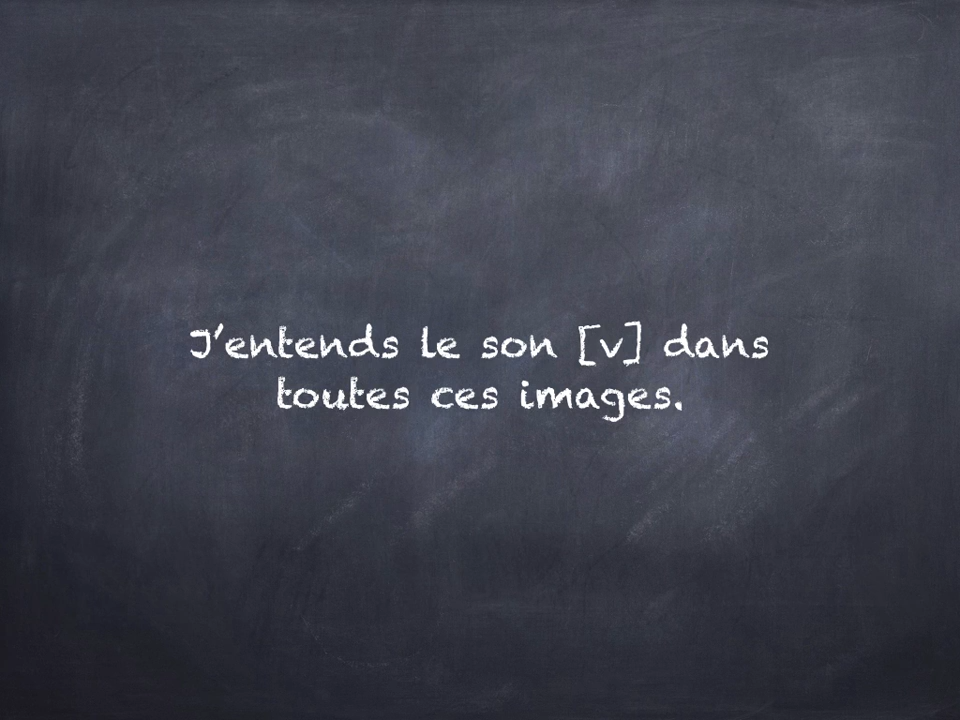 J’entends le son [v] dans
toutes ces images.